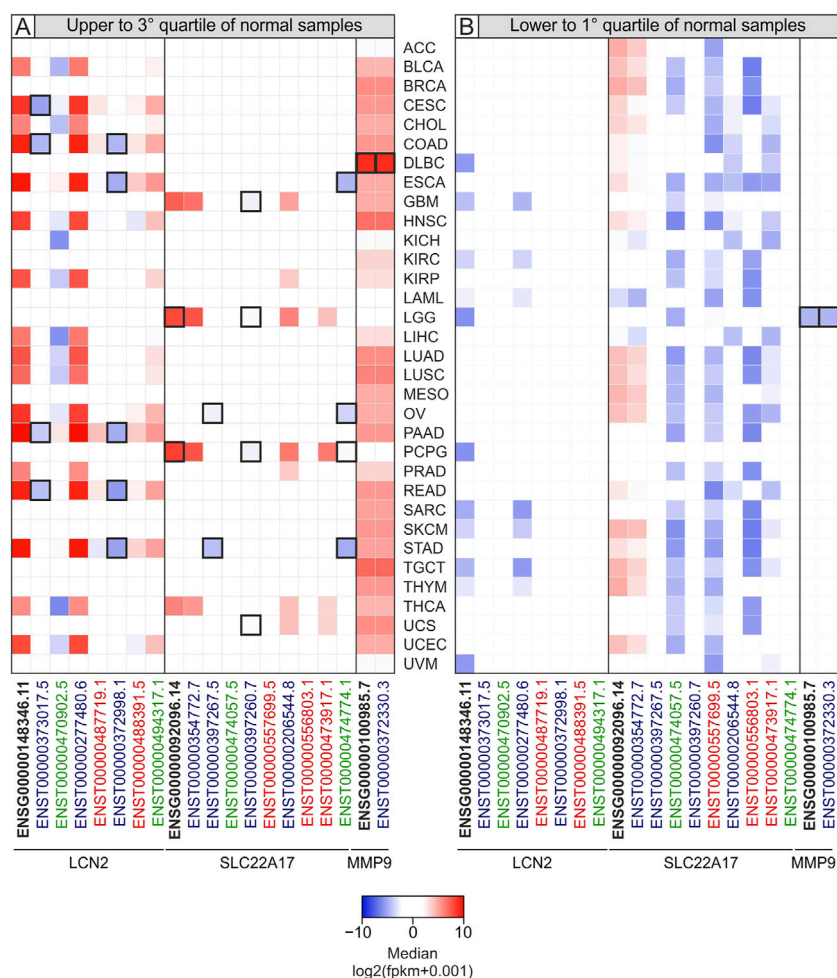 A Upper to 3° quartile of normal samples
B Lower to 1° quartile of normal samples
ACC
BLCA
BRCA
CESC
CHOL
COAD
DLBC
ESCA
GBM
HNSC
KICH
KIRC
KIRP
LAML
LGG
LIHC
LUAD
LUSC
MESO
OV
PAAD
PCPG
PRAD
READ
SARC
SKCM
STAD
TGCT
THYM
THCA
UCS
UCEC
UVM
ENSG00000148346.11
ENST00000373017.5
ENST00000470902.5
ENST00000277480.6
ENST00000487719.1
ENST00000372998.1
ENST00000488391.5
ENST00000494317.1
ENSG00000092096.14
ENST00000354772.7
ENST00000397267.5
ENST00000474057.5
ENST00000397260.7
ENST00000557699.5
ENST00000206544.8
ENST00000556803.1
ENST00000473917.1
ENST00000474774.1
ENSG00000100985.7
ENST00000372330.3
LCN2
SLC22A17
MMP9
ENSG00000148346.11
ENST00000373017.5
ENST00000470902.5
ENST00000277480.6
ENST00000487719.1
ENST00000372998.1
ENST00000488391.5
ENST00000494317.1
ENSG00000092096.14
ENST00000354772.7
ENST00000397267.5
ENST00000474057.5
ENST00000397260.7
ENST00000557699.5
ENST00000206544.8
ENST00000556803.1
ENST00000473917.1
ENST00000474774.1
ENSG00000100985.7
ENST00000372330.3
LCN2
SLC22A17
MMP9
−10 0 10
Median
log2(fpkm+0.001)